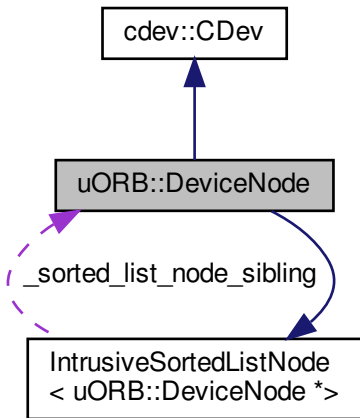 cdev::CDev
uORB::DeviceNode
_sorted_list_node_sibling
IntrusiveSortedListNode
< uORB::DeviceNode *>